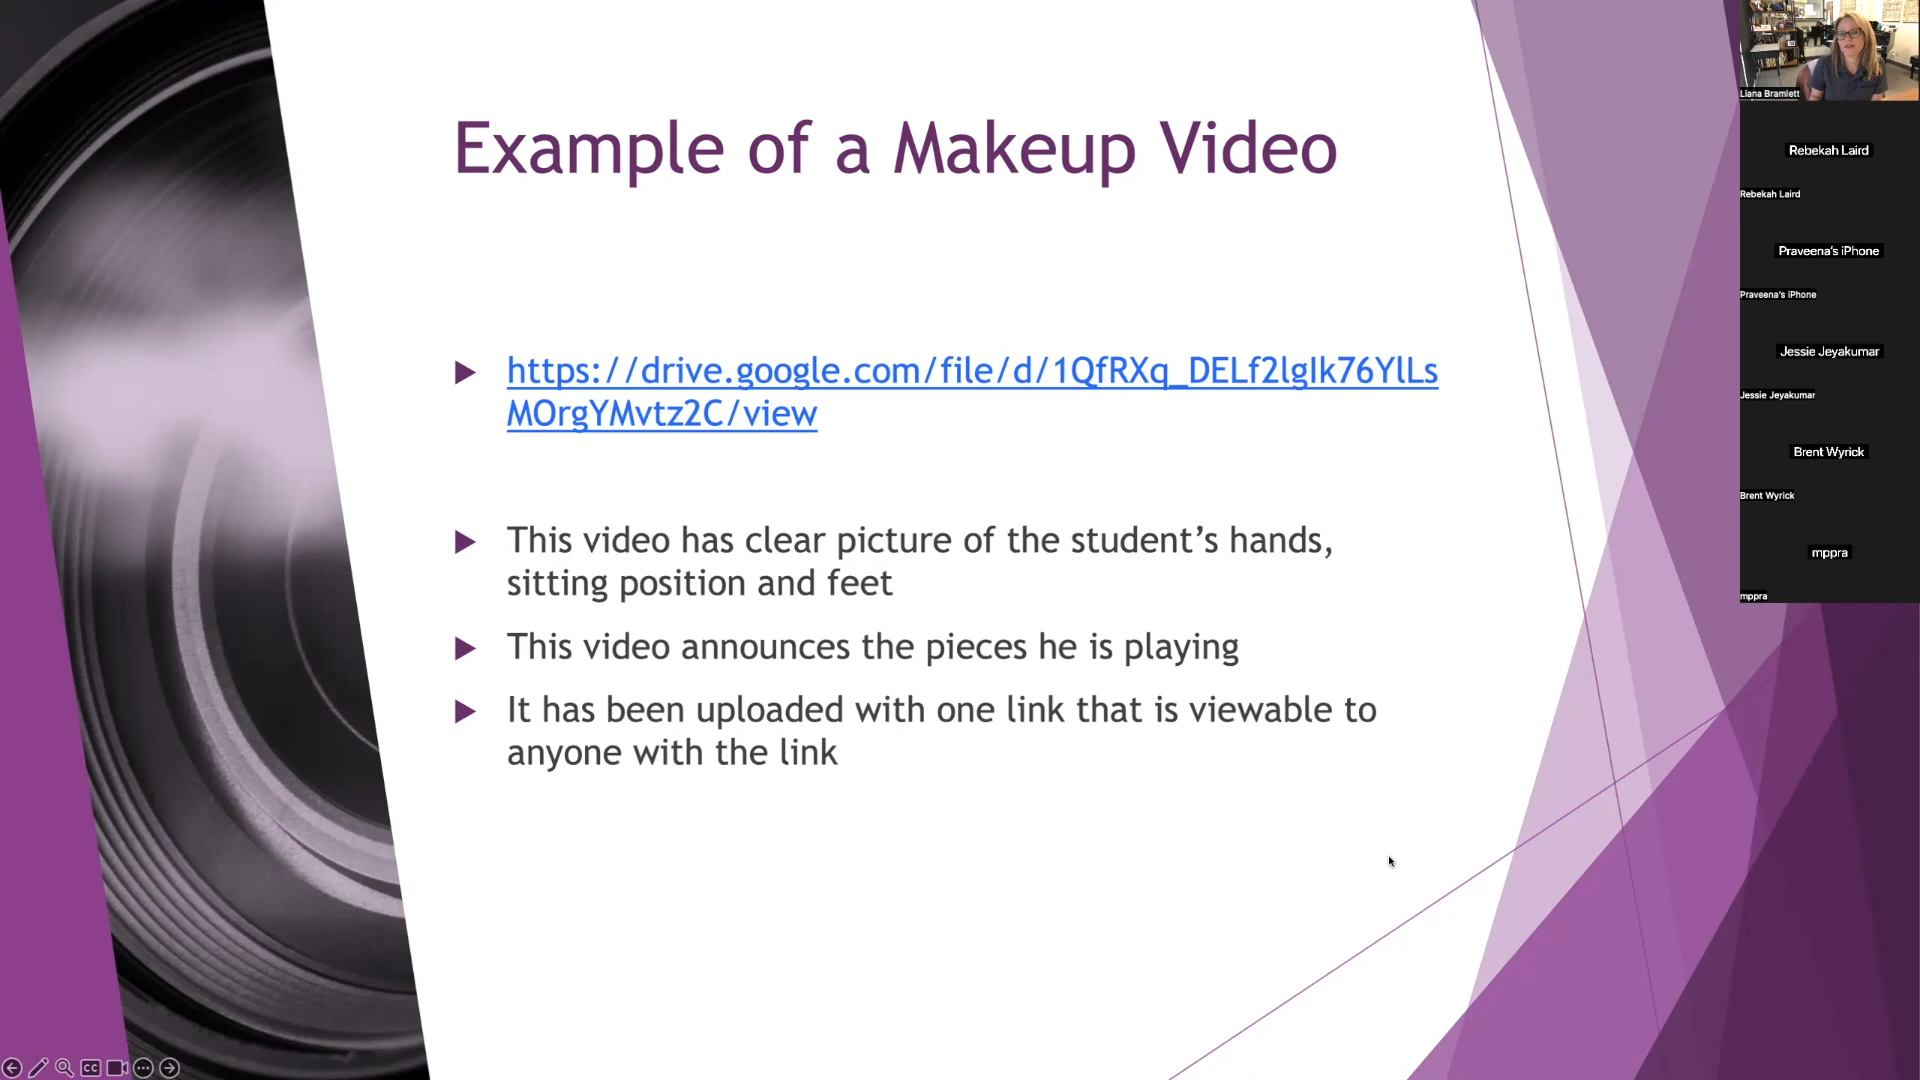 Example of a Makeup Video
https://drive.google.com/file/d/1QfRXq_DELf2lgIk76YlLs
MOrgYMvtz2C/view
This video has clear picture of the student’s hands,
sitting position and feet
This video announces the pieces he is playing
It has been uploaded with one link that is viewable to
anyone with the link
Liana Bramlett
Rebekah Laird
Rebekah Laird
Praveena's iPhone
Praveena's iPhone
Jessie Jeyakumar
Jessie Jeyakumar
Brent Wyrick
Brent Wyrick
mppra
mppra
CC